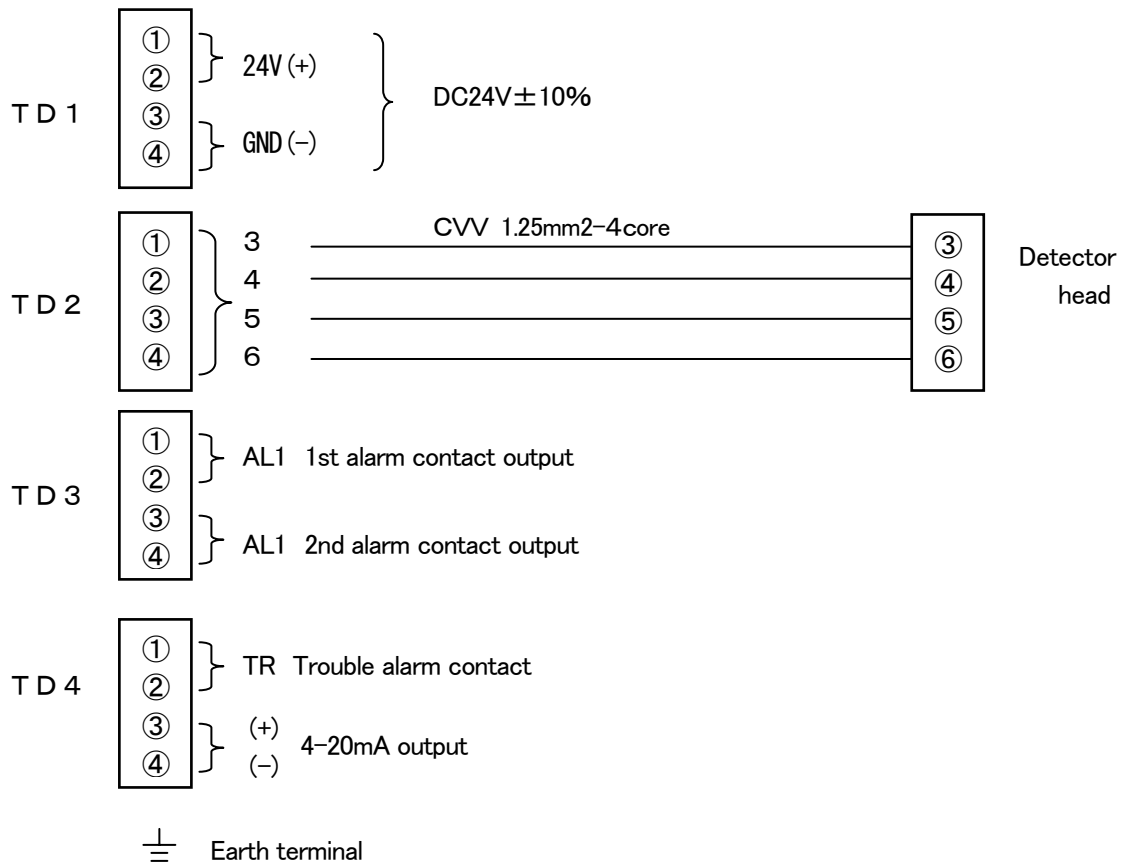 TD1
①
②
③
④
24V(+)
GND(−)
DC24V±10%
TD2
①
②
③
④
3
4
5
6
CVV 1.25mm2-4core
③
④
⑤
⑥
Detector
head
TD3
①
②
③
④
AL1 1st alarm contact output
AL1 2nd alarm contact output
TD4
①
②
③
④
TR Trouble alarm contact
(+)
(−)
4-20mA output
Earth terminal